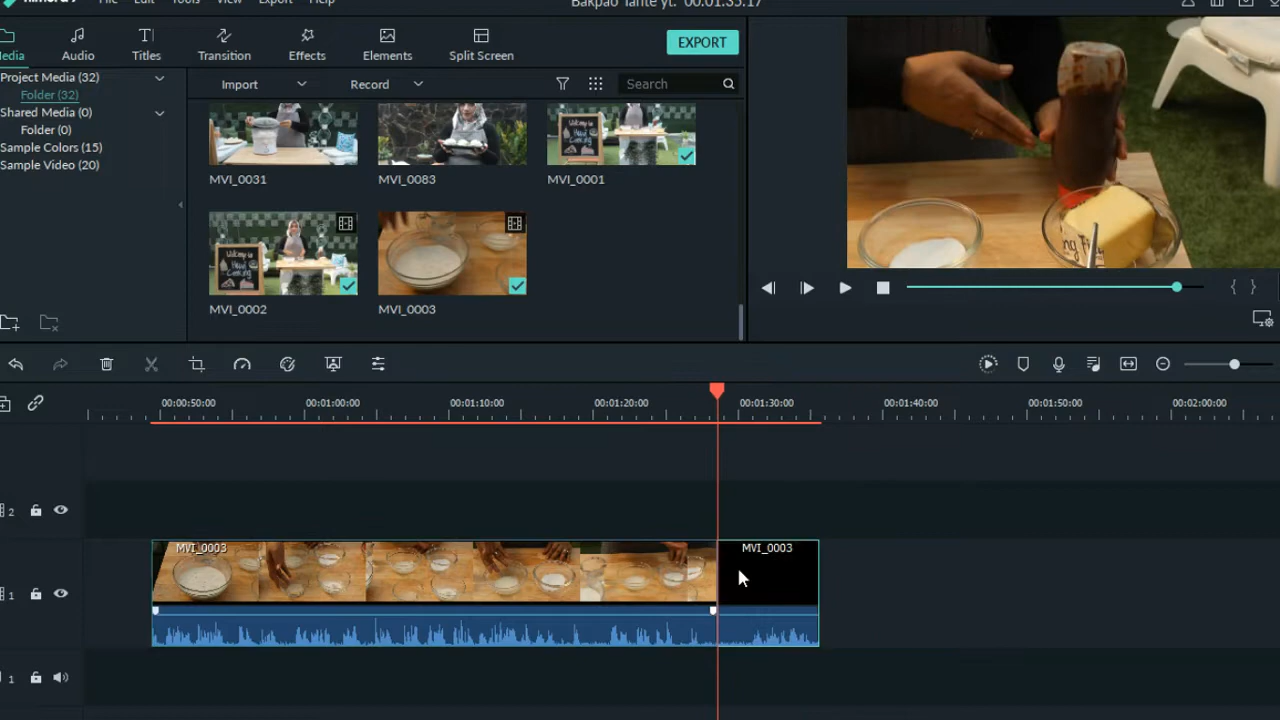 File Edit Tools View Export Help
Bakpao Tante yt: 00:01:35:17
Media Audio Titles Transition Effects Elements Split Screen
EXPORT
Project Media (32)
Folder (32)
Shared Media (0)
Folder (0)
Sample Colors (15)
Sample Video (20)
Import Record Search
MVI_0031 MVI_0083 MVI_0001
MVI_0002 MVI_0003
00:00:50:00 00:01:00:00 00:01:10:00 00:01:20:00 00:01:30:00 00:01:40:00 00:01:50:00 00:02:00:00
2
MVI_0003 MVI_0003
1
1